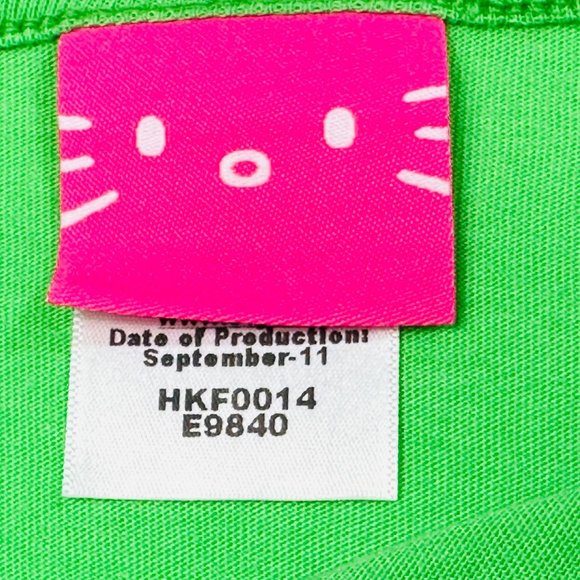 Date of Production:
September-11
HKF0014
E9840